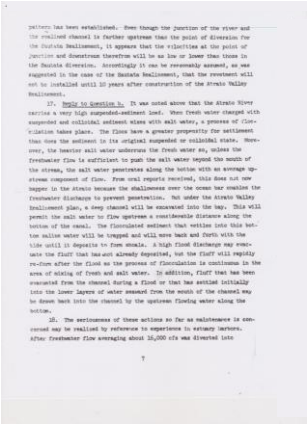 pattern has been established. Even though the junction of the river and
the realined channel is farther upstream than the point of diversion for
the Sautata Realinement, it appears that the velocities at the point of
junction and downstream therefrom will be as low or lower than those in
the Sautata diversion. Accordingly it can be reasonably assumed, as was
suggested in the case of the Sautata Realinement, that the revetment will
not be installed until 10 years after construction of the Atrato Valley
Realinement.
17. Reply to Question 4. It was noted above that the Atrato River
carries a very high suspended-sediment load. When fresh water charged with
suspended and colloidal sediment mixes with salt water, a process of floc-
culation takes place. The flocs have a greater propensity for settlement
than does the sediment in its original suspended or colloidal state. More-
over, the heavier salt water underruns the fresh water so, unless the
freshwater flow is sufficient to push the salt water beyond the mouth of
the stream, the salt water penetrates along the bottom with an average up-
stream component of flow. From oral reports received, this does not now
happen in the Atrato because the shallowness over the ocean bar enables the
freshwater discharge to prevent penetration. But under the Atrato Valley
Realinement plan, a deep channel will be excavated into the bay. This will
permit the salt water to flow upstream a considerable distance along the
bottom of the canal. The flocculated sediment that settles into this bot-
tom saline water will be trapped and will move back and forth with the
tide until it deposits to form shoals. A high flood discharge may evac-
uate the fluff that has not already deposited, but the fluff will rapidly
re-form after the flood as the process of flocculation is continuous in the
area of mixing of fresh and salt water. In addition, fluff that has been
evacuated from the channel during a flood or that has settled initially
into the lower layers of water seaward from the mouth of the channel may
be drawn back into the channel by the upstream flowing water along the
bottom.
18. The seriousness of these actions so far as maintenance is con-
cerned may be realized by reference to experience in estuary harbors.
After freshwater flow averaging about 16,000 cfs was diverted into
7